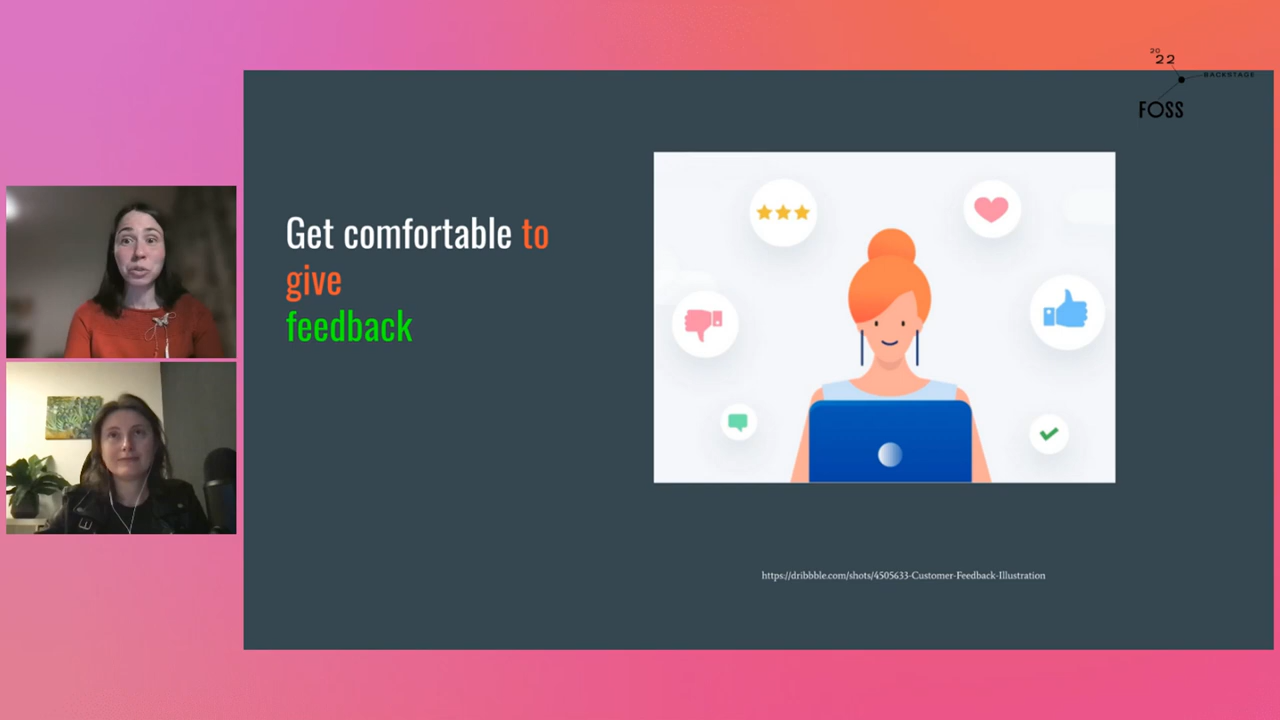 20
22
BACKSTAGE
FOSS
Get comfortable to
give
feedback
https://dribbble.com/shots/4505633-Customer-Feedback-Illustration